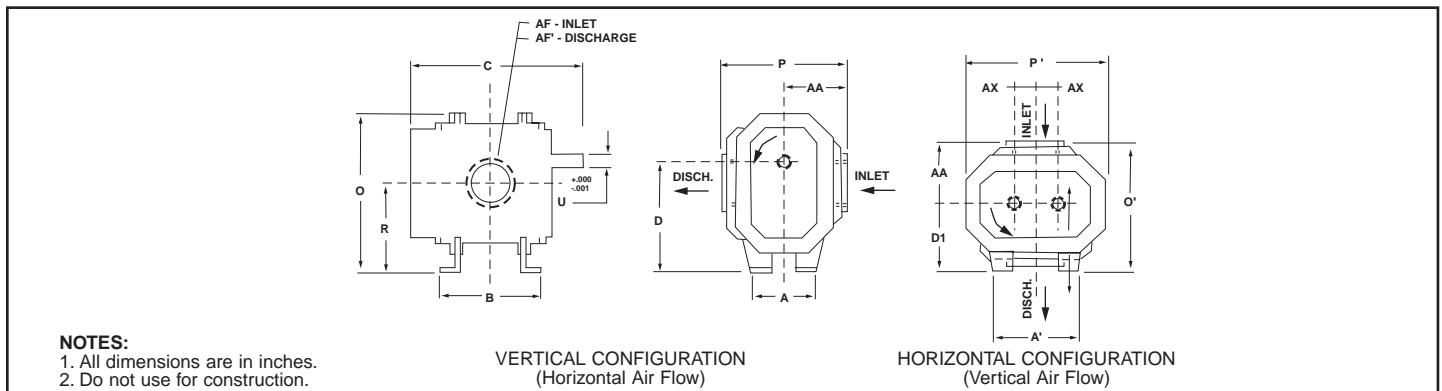 AF - INLET
AF' - DISCHARGE
C
O
R
U
+.000
-.001
B
P
AA
DISCH.
INLET
D
A
P '
AX
AX
INLET
AA
D1
O'
DISCH.
A'
NOTES:
1. All dimensions are in inches.
2. Do not use for construction.
VERTICAL CONFIGURATION
(Horizontal Air Flow)
HORIZONTAL CONFIGURATION
(Vertical Air Flow)